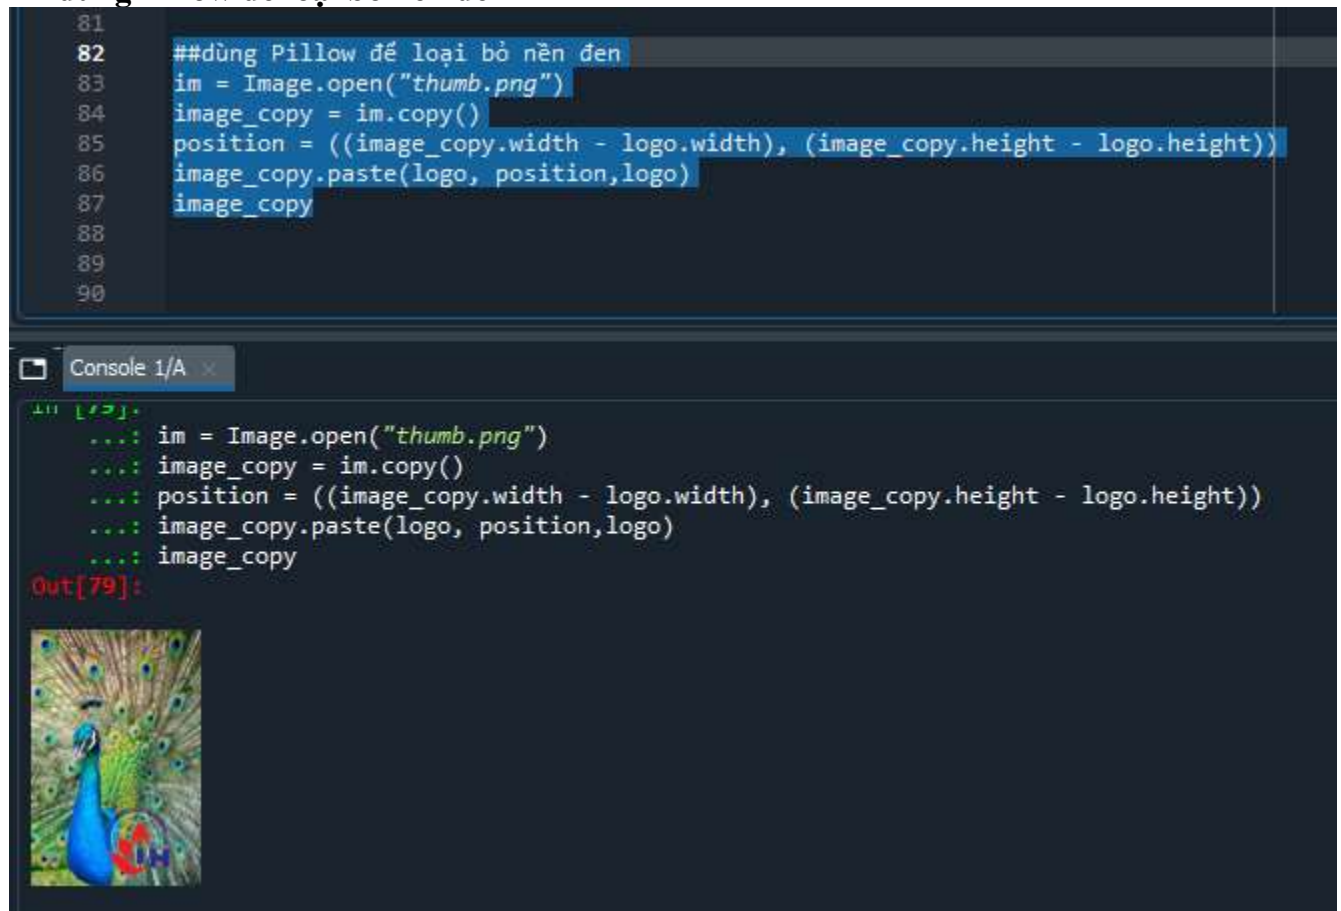 81
82 ##dùng Pillow để loại bỏ nền đen
83 im = Image.open("thumb.png")
84 image_copy = im.copy()
85 position = ((image_copy.width - logo.width), (image_copy.height - logo.height))
86 image_copy.paste(logo, position,logo)
87 image_copy
88
89
90
Console 1/A
In [79]:
...: im = Image.open("thumb.png")
...: image_copy = im.copy()
...: position = ((image_copy.width - logo.width), (image_copy.height - logo.height))
...: image_copy.paste(logo, position,logo)
...: image_copy
Out[79]: